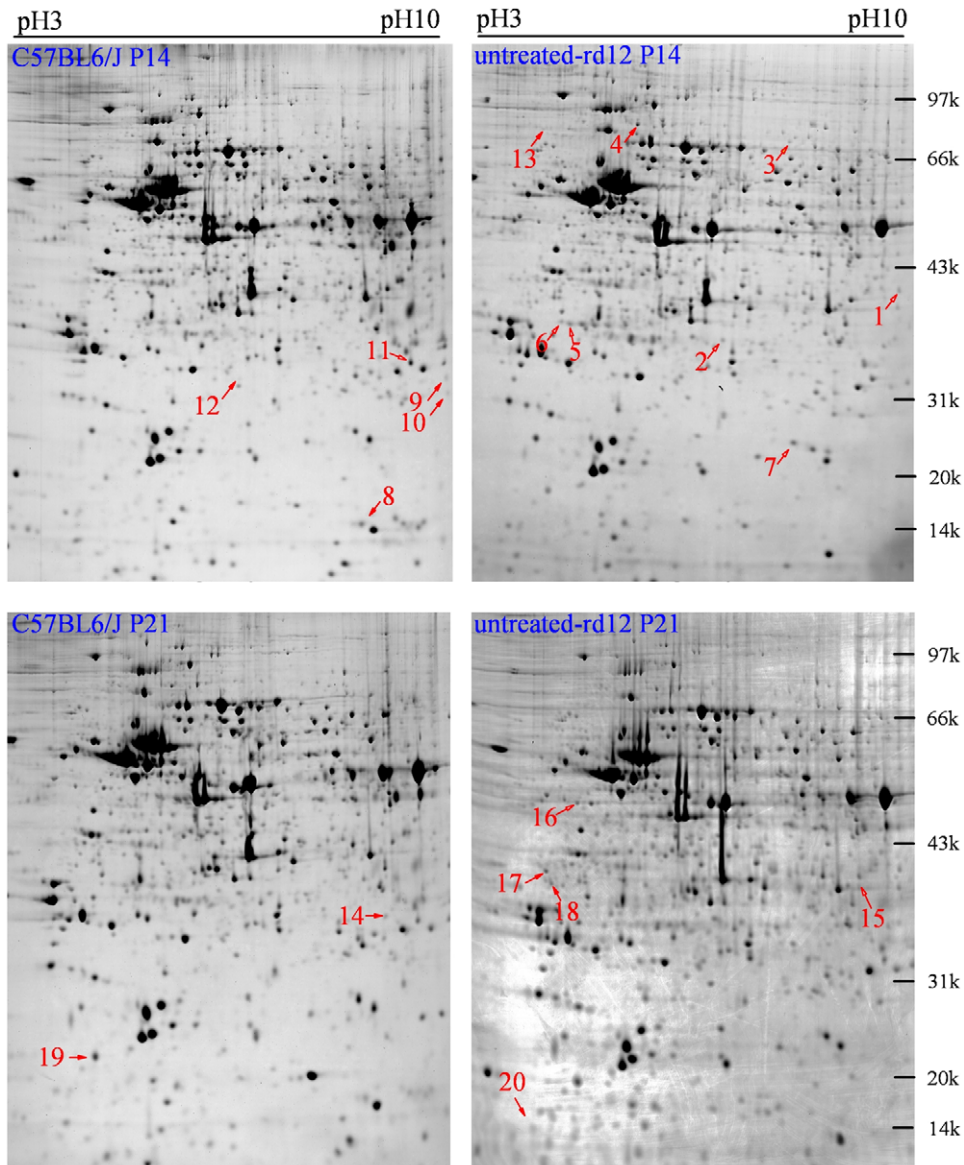 pH3 pH10 pH3 pH10
C57BL6/J P14
untreated-rd12 P14
97k
13 4 3
66k
43k
1
6 5 2
11
12 9
10
31k
7
20k
8
14k
C57BL6/J P21
untreated-rd12 P21
97k
66k
16
43k
17
18 15
14
31k
19
20k
20
14k